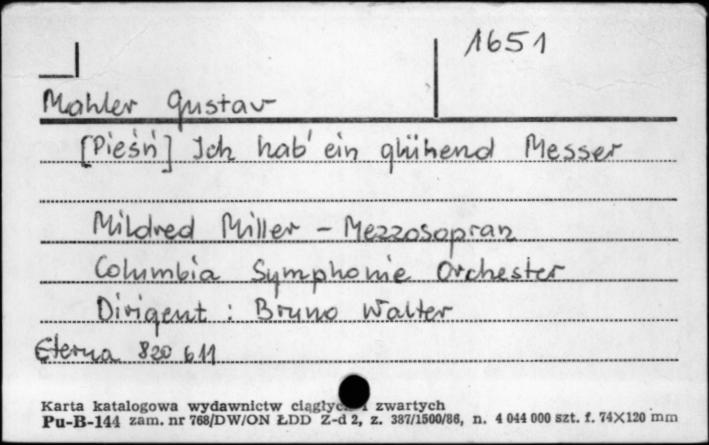 1651
Mahler Gustav
[Pieśń] Ich hab' ein glühend Messer
Mildred Miller - Mezzosopran
Columbia Symphonie Orchester
Dirigent : Bruno Walter
Eterna 820 611
Karta katalogowa wydawnictw ciągłych i zwartych
Pu-B-144 zam. nr 768/DW/ON ŁDD Z-d 2, z. 387/1500/86, n. 4 044 000 szt. f. 74X120 mm